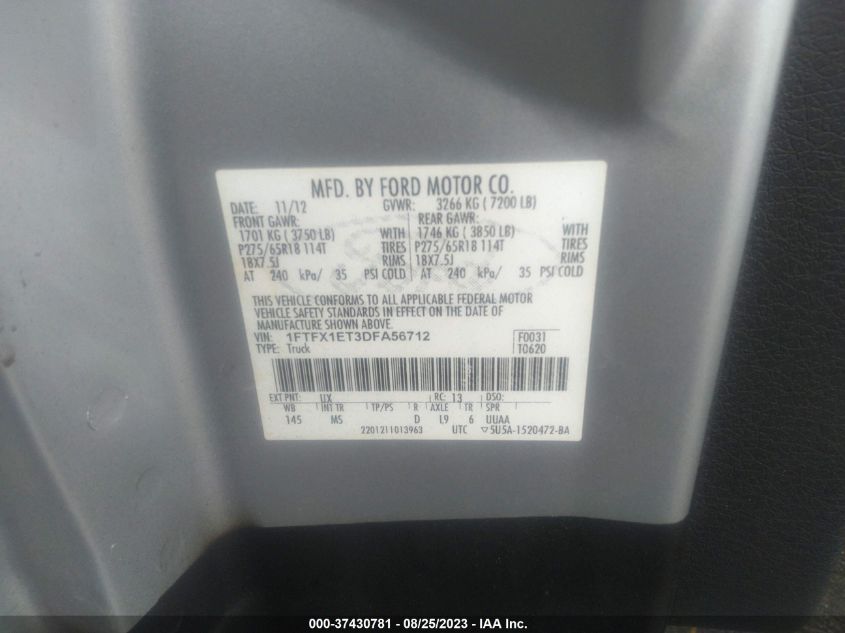 MFD. BY FORD MOTOR CO.
DATE: 11/12 GVWR: 3266 KG ( 7200 LB)
FRONT GAWR: REAR GAWR:
1701 KG ( 3750 LB) WITH 1746 KG ( 3850 LB) WITH
P275/65R18 114T TIRES P275/65R18 114T TIRES
18X7.5J RIMS 18X7.5J RIMS
AT 240 kPa/ 35 PSI COLD AT 240 kPa/ 35 PSI COLD
THIS VEHICLE CONFORMS TO ALL APPLICABLE FEDERAL MOTOR
VEHICLE SAFETY STANDARDS IN EFFECT ON THE DATE OF
MANUFACTURE SHOWN ABOVE.
VIN: 1FTFX1ET3DFA56712 F0031
TYPE: Truck T0620
EXT PNT: UX RC: 13 DSO:
WB INT TR TP/PS R AXLE TR SPR
145 MS D L9 6 UUAA
2201211013963 UTC ▽5U5A-1520472-BA
000-37430781 - 08/25/2023 - IAA Inc.